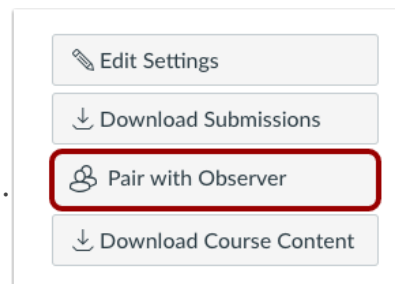 Edit Settings
Download Submissions
Pair with Observer
Download Course Content